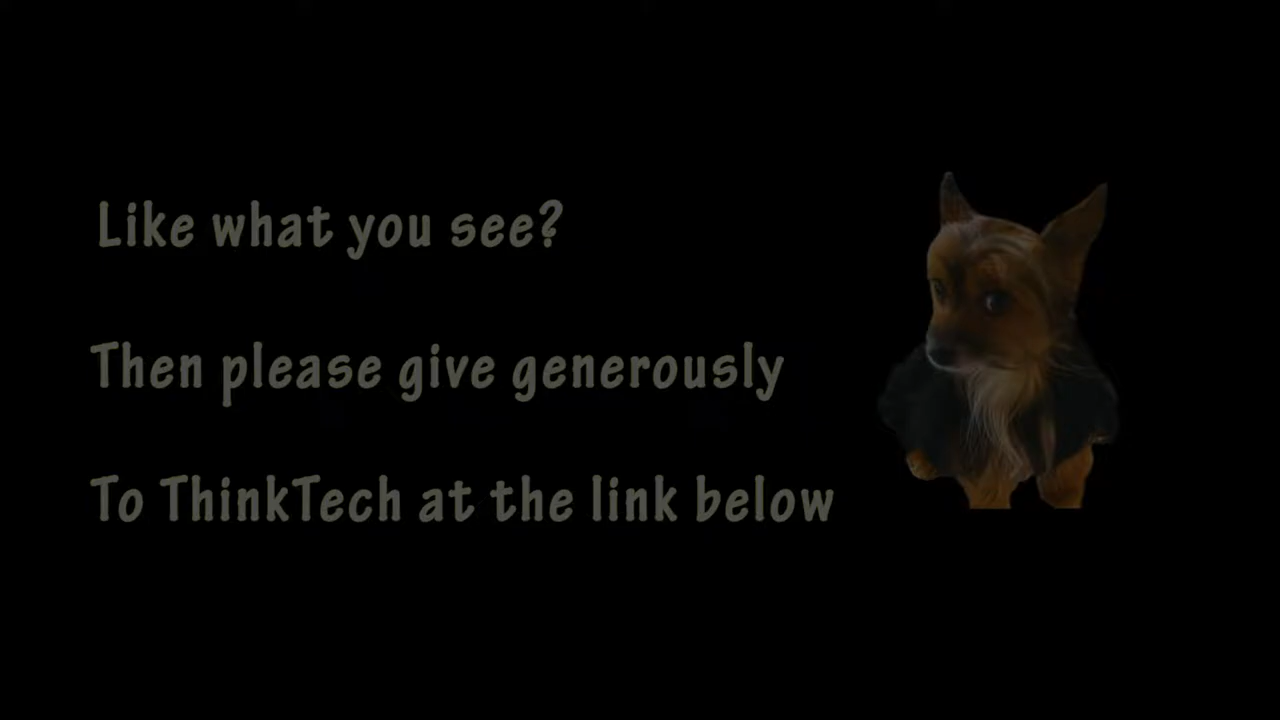 Like what you see?
Then please give generously
To ThinkTech at the link below